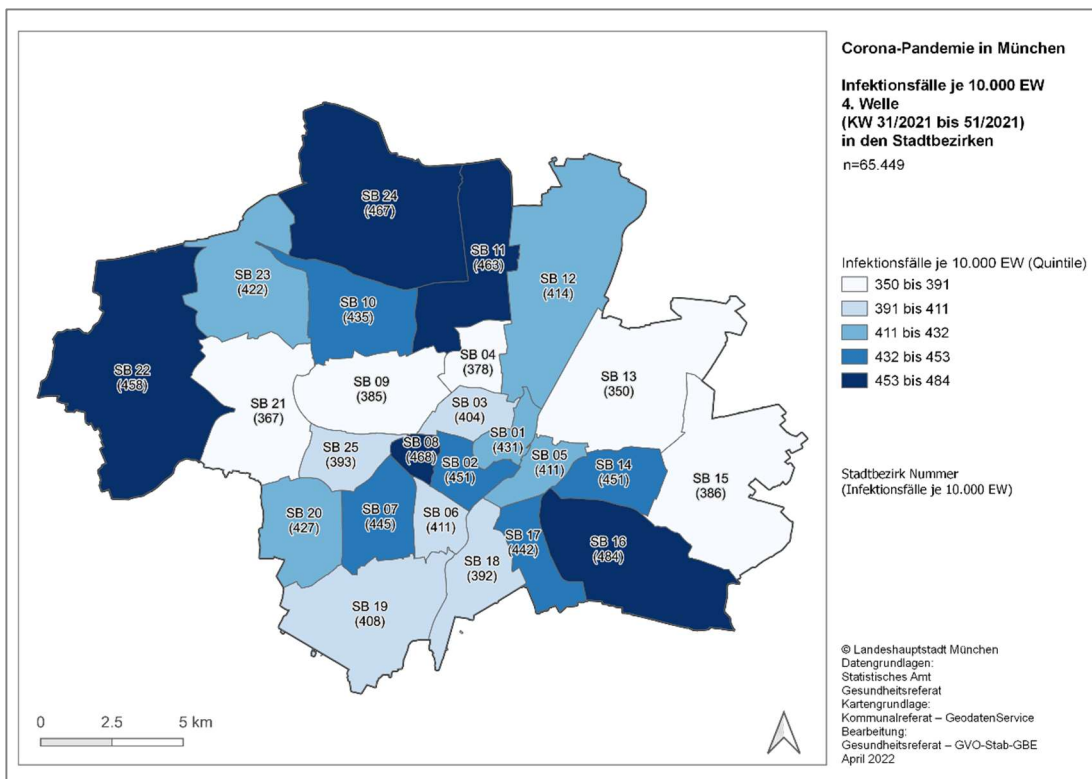 Corona-Pandemie in München
Infektionsfälle je 10.000 EW
4. Welle
(KW 31/2021 bis 51/2021)
in den Stadtbezirken
n=65.449
Infektionsfälle je 10.000 EW (Quintile)
350 bis 391
391 bis 411
411 bis 432
432 bis 453
453 bis 484
Stadtbezirk Nummer
(Infektionsfälle je 10.000 EW)
SB 24
(467)
SB 11
(463)
SB 23
(422)
SB 12
(414)
SB 10
(435)
SB 22
(458)
SB 04
(378)
SB 13
(350)
SB 09
(385)
SB 21
(367)
SB 03
(404)
SB 01
(431)
SB 25
(393)
SB 08
(468)
SB 02
(451)
SB 05
(411)
SB 14
(451)
SB 15
(386)
SB 20
(427)
SB 07
(445)
SB 06
(411)
SB 17
(442)
SB 16
(484)
SB 18
(392)
SB 19
(408)
0 2.5 5 km
© Landeshauptstadt München
Datengrundlagen:
Statistisches Amt
Gesundheitsreferat
Kartengrundlage:
Kommunalreferat – GeodatenService
Bearbeitung:
Gesundheitsreferat – GVO-Stab-GBE
April 2022